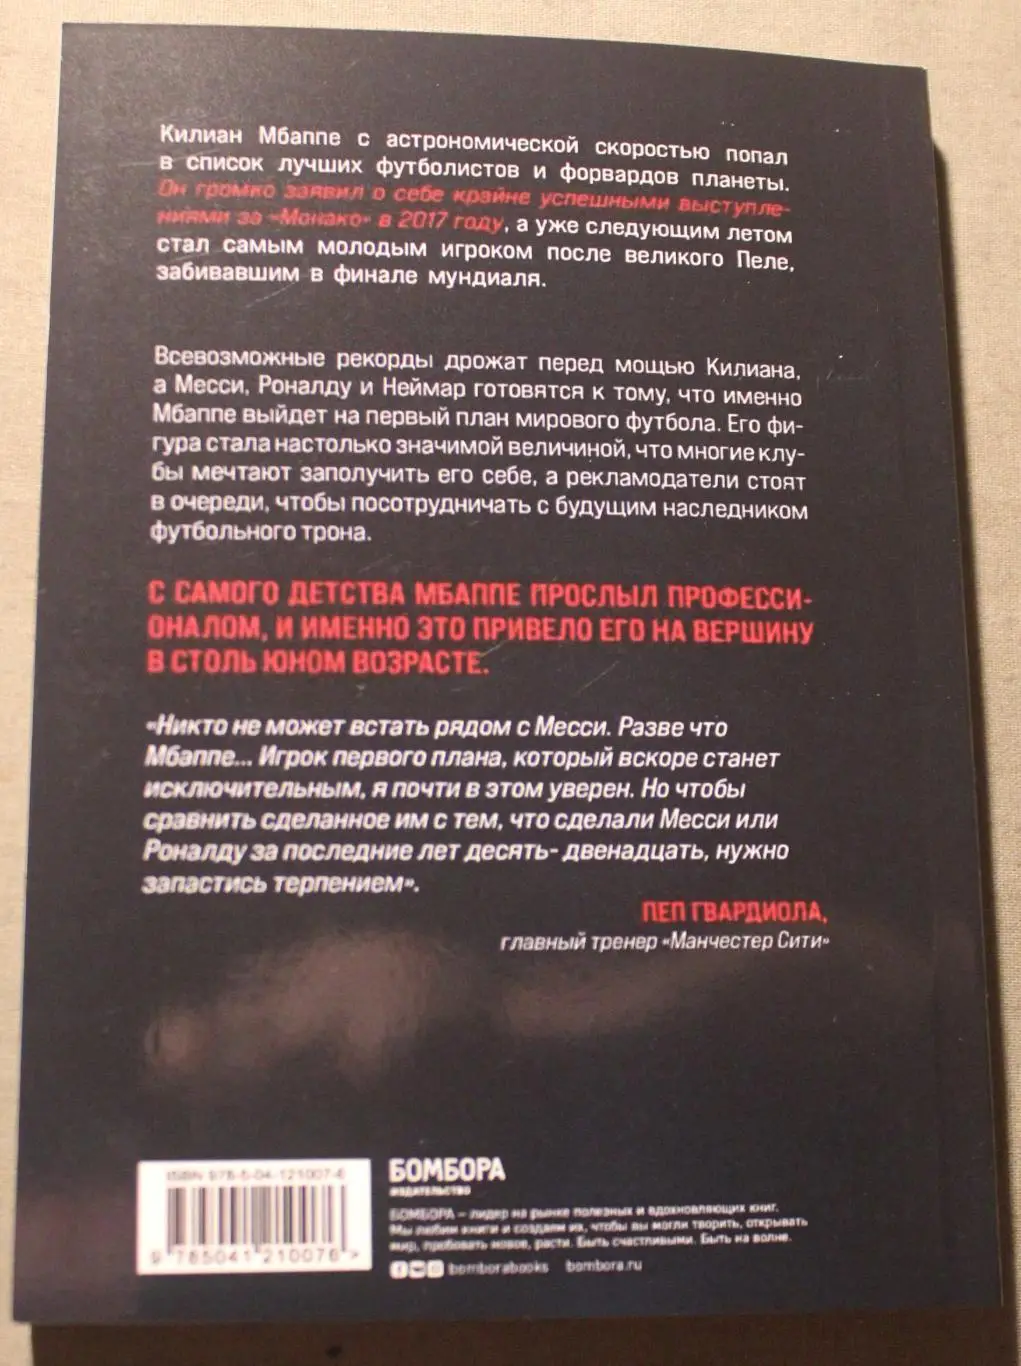 Килиан Мбаппе с астрономической скоростью попал
в список лучших футболистов и форвардов планеты.
Он громко заявил о себе крайне успешными выступле-
ниями за «Монако» в 2017 году, а уже следующим летом
стал самым молодым игроком после великого Пеле,
забивавшим в финале мундиаля.
Всевозможные рекорды дрожат перед мощью Килиана,
а Месси, Роналду и Неймар готовятся к тому, что именно
Мбаппе выйдет на первый план мирового футбола. Его фи-
гура стала настолько значимой величиной, что многие клу-
бы мечтают заполучить его себе, а рекламодатели стоят
в очереди, чтобы посотрудничать с будущим наследником
футбольного трона.
С САМОГО ДЕТСТВА МБАППЕ ПРОСЛЫЛ ПРОФЕССИ-
ОНАЛОМ, И ИМЕННО ЭТО ПРИВЕЛО ЕГО НА ВЕРШИНУ
В СТОЛЬ ЮНОМ ВОЗРАСТЕ.
«Никто не может встать рядом с Месси. Разве что
Мбаппе... Игрок первого плана, который вскоре станет
исключительным, я почти в этом уверен. Но чтобы
сравнить сделанное им с тем, что сделали Месси или
Роналду за последние лет десять- двенадцать, нужно
запастись терпением».
ПЕП ГВАРДИОЛА,
главный тренер «Манчестер Сити»
ISBN 978-5-04-121007-6
9 785041 210076 >
БОМБОРА
ИЗДАТЕЛЬСТВО
БОМБОРА – лидер на рынке полезных и вдохновляющих книг.
Мы любим книги и создаем их, чтобы вы могли творить, открывать
мир, пробовать новое, расти. Быть счастливыми. Быть на волне.
bomborabooks bombora.ru